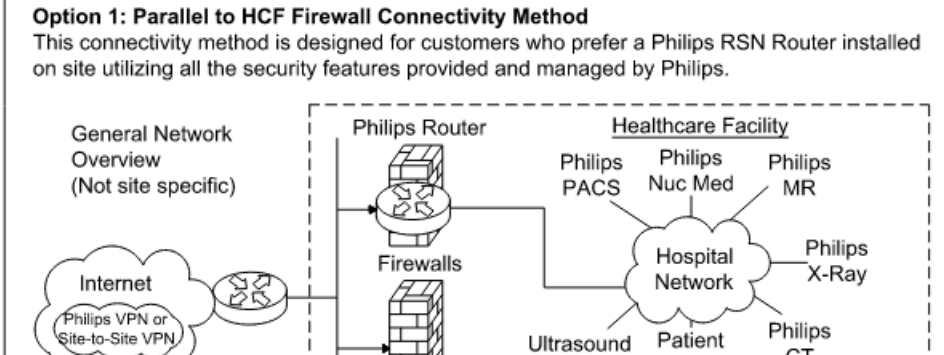 Option 1: Parallel to HCF Firewall Connectivity Method
This connectivity method is designed for customers who prefer a Philips RSN Router installed
on site utilizing all the security features provided and managed by Philips.
General Network
Overview
(Not site specific)
Philips Router
Healthcare Facility
Philips
PACS
Philips
Nuc Med
Philips
MR
Firewalls
Hospital
Network
Philips
X-Ray
Internet
Philips VPN or
Site-to-Site VPN
Ultrasound
Patient
Philips
CT